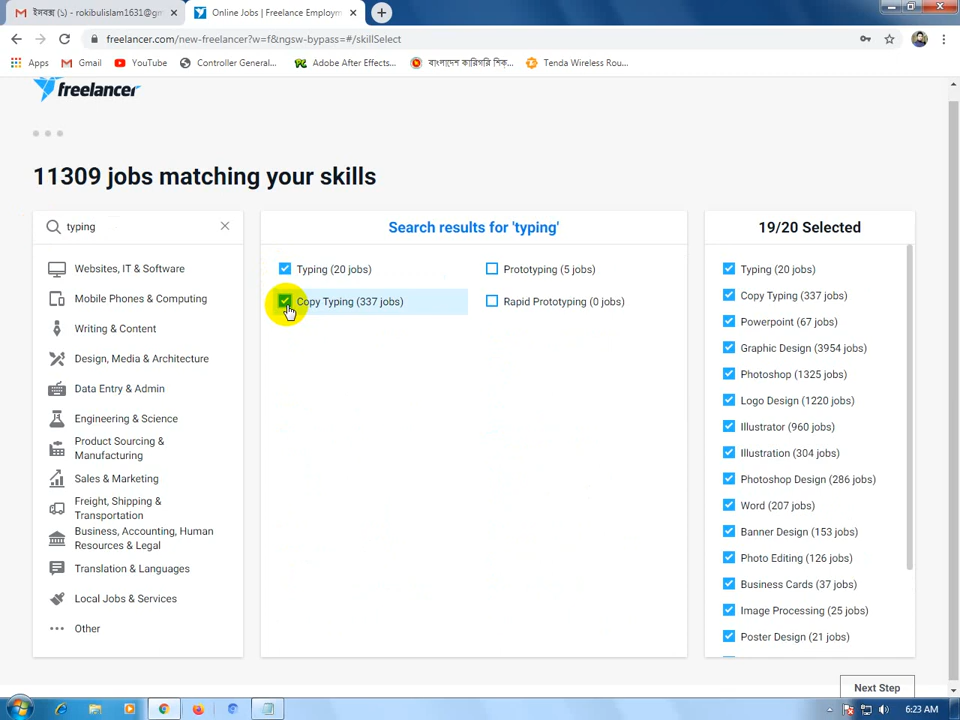 ইনবক্স (১) - rokibulislam1631@gm
Online Jobs | Freelance Employm
freelancer.com/new-freelancer?w=f&ngsw-bypass=#/skillSelect
Apps
Gmail
YouTube
Controller General...
Adobe After Effects...
বাংলাদেশ কারিগরি শিক...
Tenda Wireless Rou...
freelancer
11309 jobs matching your skills
typing
Websites, IT & Software
Mobile Phones & Computing
Writing & Content
Design, Media & Architecture
Data Entry & Admin
Engineering & Science
Product Sourcing &
Manufacturing
Sales & Marketing
Freight, Shipping &
Transportation
Business, Accounting, Human
Resources & Legal
Translation & Languages
Local Jobs & Services
Other
Search results for 'typing'
Typing (20 jobs)
Prototyping (5 jobs)
Copy Typing (337 jobs)
Rapid Prototyping (0 jobs)
19/20 Selected
Typing (20 jobs)
Copy Typing (337 jobs)
Powerpoint (67 jobs)
Graphic Design (3954 jobs)
Photoshop (1325 jobs)
Logo Design (1220 jobs)
Illustrator (960 jobs)
Illustration (304 jobs)
Photoshop Design (286 jobs)
Word (207 jobs)
Banner Design (153 jobs)
Photo Editing (126 jobs)
Business Cards (37 jobs)
Image Processing (25 jobs)
Poster Design (21 jobs)
Next Step
6:23 AM